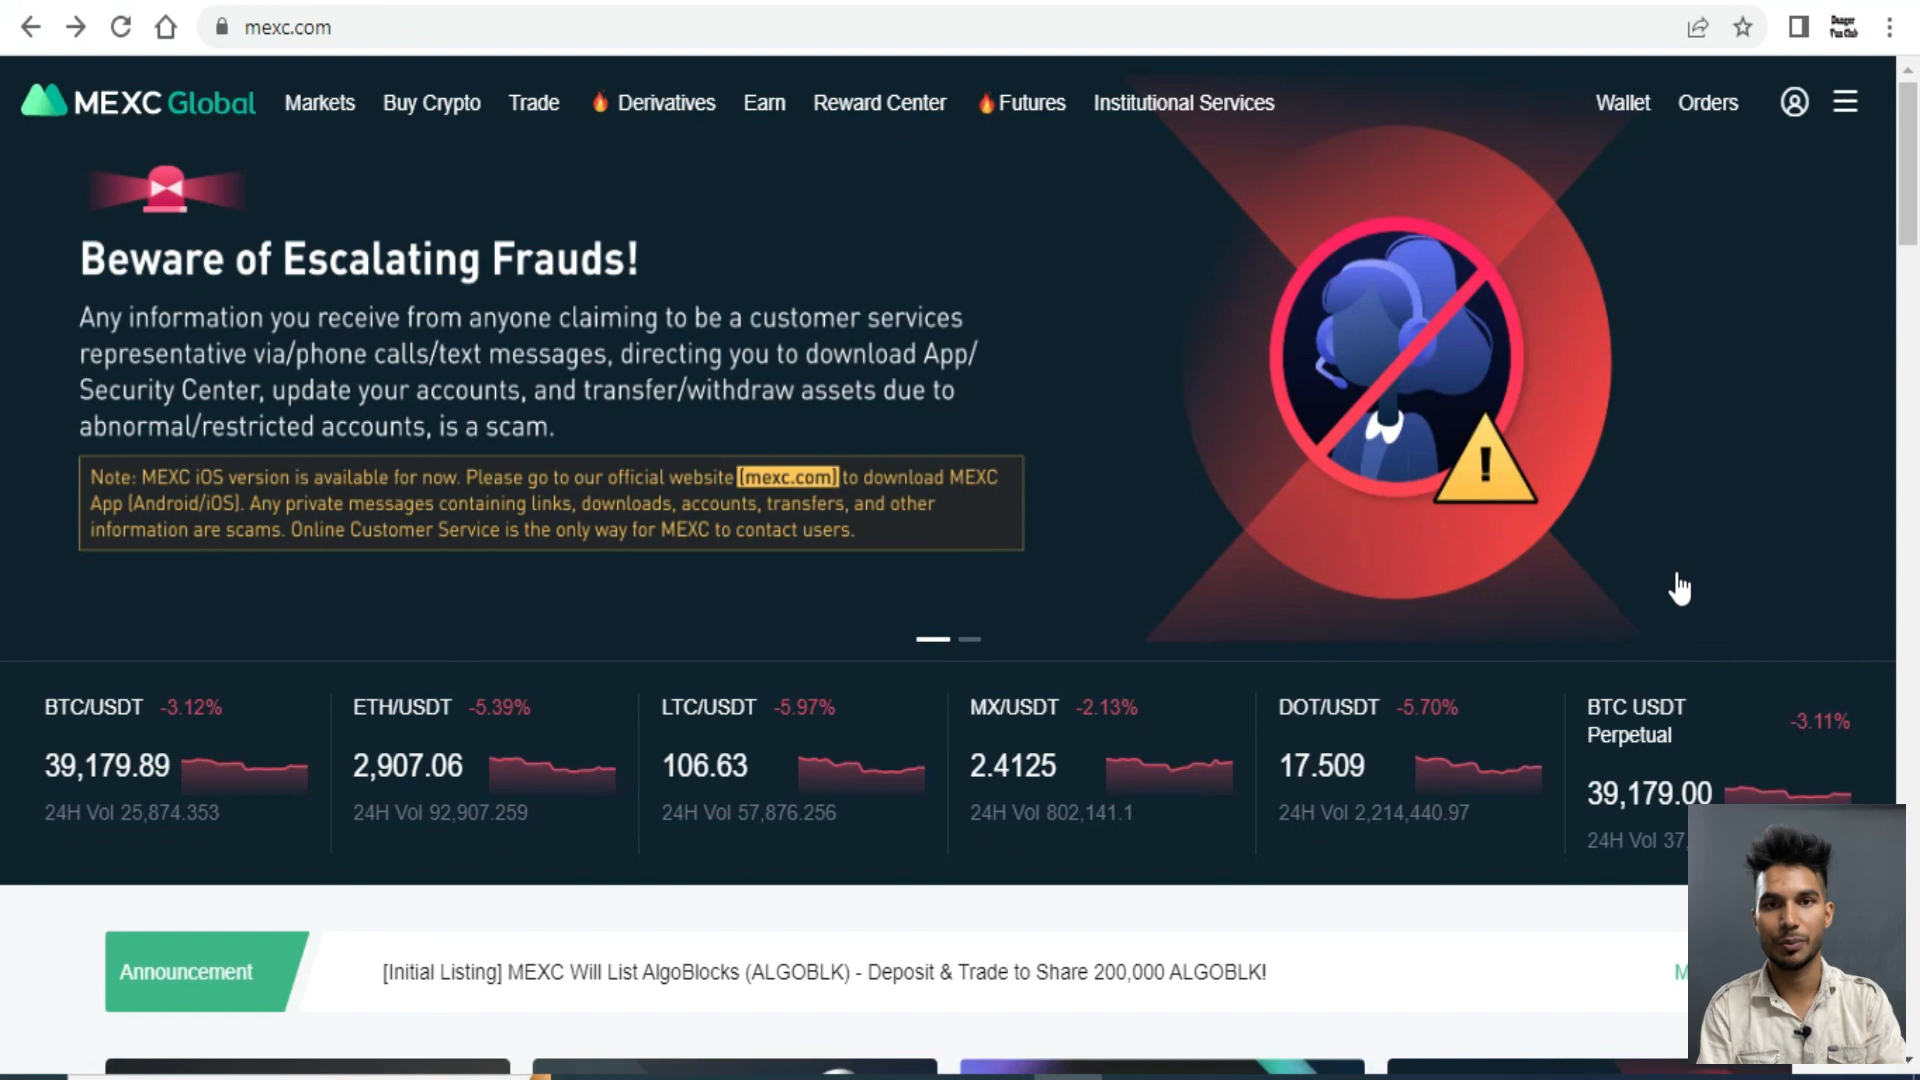 mexc.com
Danger
Fun Club
MEXC Global
Markets
Buy Crypto
Trade
Derivatives
Earn
Reward Center
Futures
Institutional Services
Wallet
Orders
Beware of Escalating Frauds!
Any information you receive from anyone claiming to be a customer services
representative via/phone calls/text messages, directing you to download App/
Security Center, update your accounts, and transfer/withdraw assets due to
abnormal/restricted accounts, is a scam.
Note: MEXC iOS version is available for now. Please go to our official website (mexc.com) to download MEXC
App (Android/iOS). Any private messages containing links, downloads, accounts, transfers, and other
information are scams. Online Customer Service is the only way for MEXC to contact users.
BTC/USDT -3.12%
39,179.89
24H Vol 25,874.353
ETH/USDT -5.39%
2,907.06
24H Vol 92,907.259
LTC/USDT -5.97%
106.63
24H Vol 57,876.256
MX/USDT -2.13%
2.4125
24H Vol 802,141.1
DOT/USDT -5.70%
17.509
24H Vol 2,214,440.97
BTC USDT
Perpetual
-3.11%
39,179.00
24H Vol 37,
Announcement
[Initial Listing] MEXC Will List AlgoBlocks (ALGOBLK) - Deposit & Trade to Share 200,000 ALGOBLK!